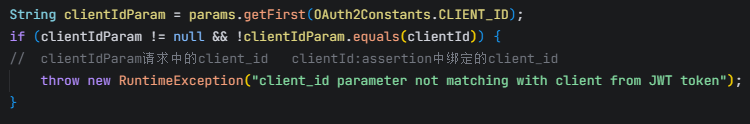 String clientIdParam = params.getFirst(OAuth2Constants.CLIENT_ID);
if (clientIdParam != null && !clientIdParam.equals(clientId)) {
//  clientIdParam请求中的client_id   clientId:assertion中绑定的client_id
    throw new RuntimeException("client_id parameter not matching with client from JWT token");
}